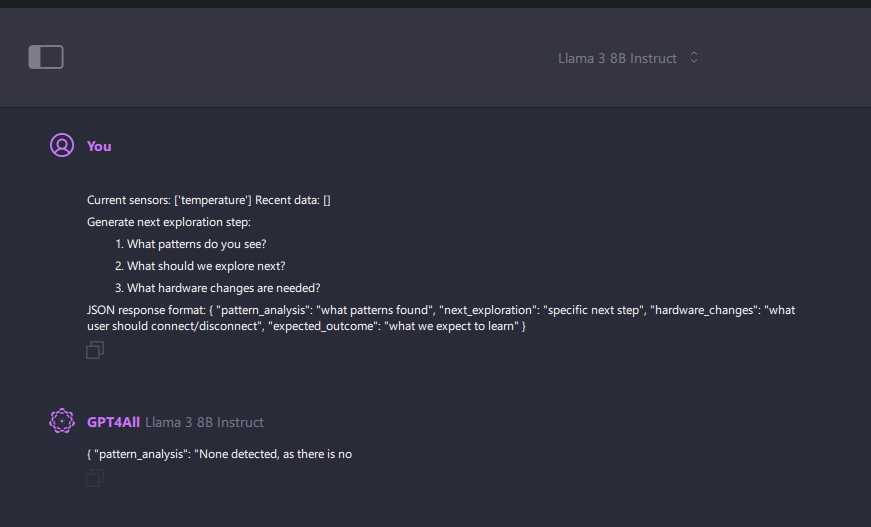 Llama 3 8B Instruct
You
Current sensors: ['temperature'] Recent data: []
Generate next exploration step:
1. What patterns do you see?
2. What should we explore next?
3. What hardware changes are needed?
JSON response format: { "pattern_analysis": "what patterns found", "next_exploration": "specific next step", "hardware_changes": "what
user should connect/disconnect", "expected_outcome": "what we expect to learn" }
GPT4All Llama 3 8B Instruct
{ "pattern_analysis": "None detected, as there is no